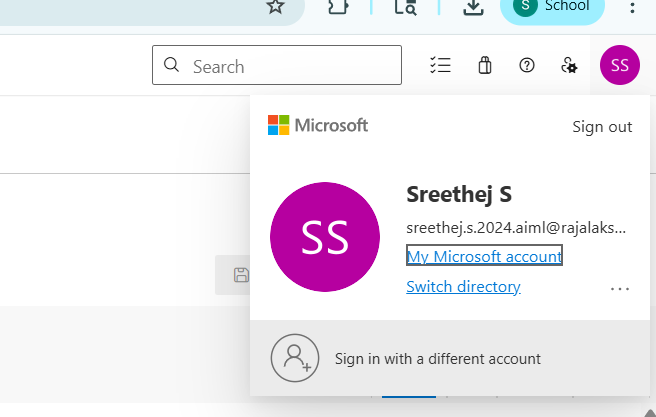 S School
Search
SS
Microsoft
Sign out
SS
Sreethej S
sreethej.s.2024.aiml@rajalaks...
My Microsoft account
Switch directory
...
Sign in with a different account